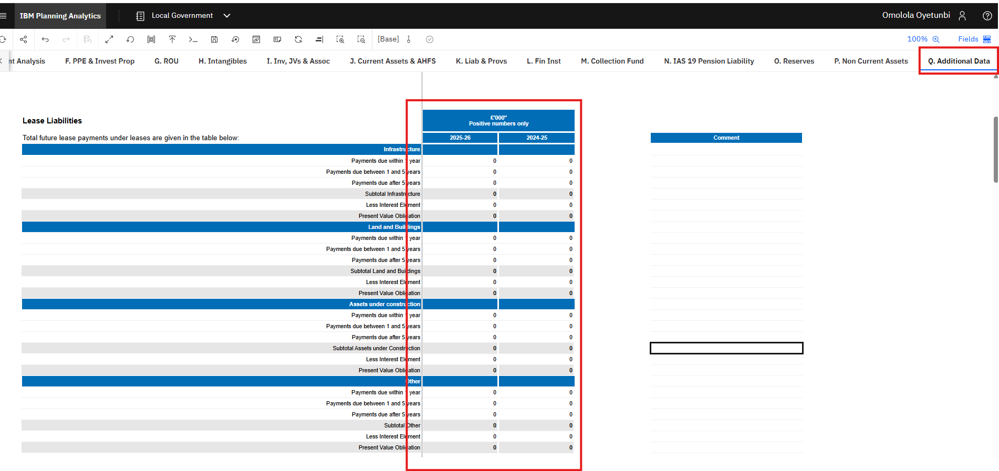 IBM Planning Analytics Local Government Omolola Oyetunbi
[Base] 100% Fields
nt Analysis F. PPE & Invest Prop G. ROU H. Intangibles I. Inv, JVs & Assoc J. Current Assets & AHFS K. Liab & Provs L. Fin Inst M. Collection Fund N. IAS 19 Pension Liability O. Reserves P. Non Current Assets Q. Additional Data
£'000"
Lease Liabilities
Positive numbers only
Total future lease payments under leases are given in the table below: 2025-26 2024-25 Comment
Infrastructure
Payments due within 1 year 0 0
Payments due between 1 and 5 years 0 0
Payments due after 5 years 0 0
Subtotal Infrastructure 0 0
Less Interest Element 0 0
Present Value Obligation 0 0
Land and Buildings
Payments due within 1 year 0 0
Payments due between 1 and 5 years 0 0
Payments due after 5 years 0 0
Subtotal Land and Buildings 0 0
Less Interest Element 0 0
Present Value Obligation 0 0
Assets under construction
Payments due within 1 year 0 0
Payments due between 1 and 5 years 0 0
Payments due after 5 years 0 0
Subtotal Assets under Construction 0 0
Less Interest Element 0 0
Present Value Obligation 0 0
Other
Payments due within 1 year 0 0
Payments due between 1 and 5 years 0 0
Payments due after 5 years 0 0
Subtotal Other 0 0
Less Interest Element 0 0
Present Value Obligation 0 0